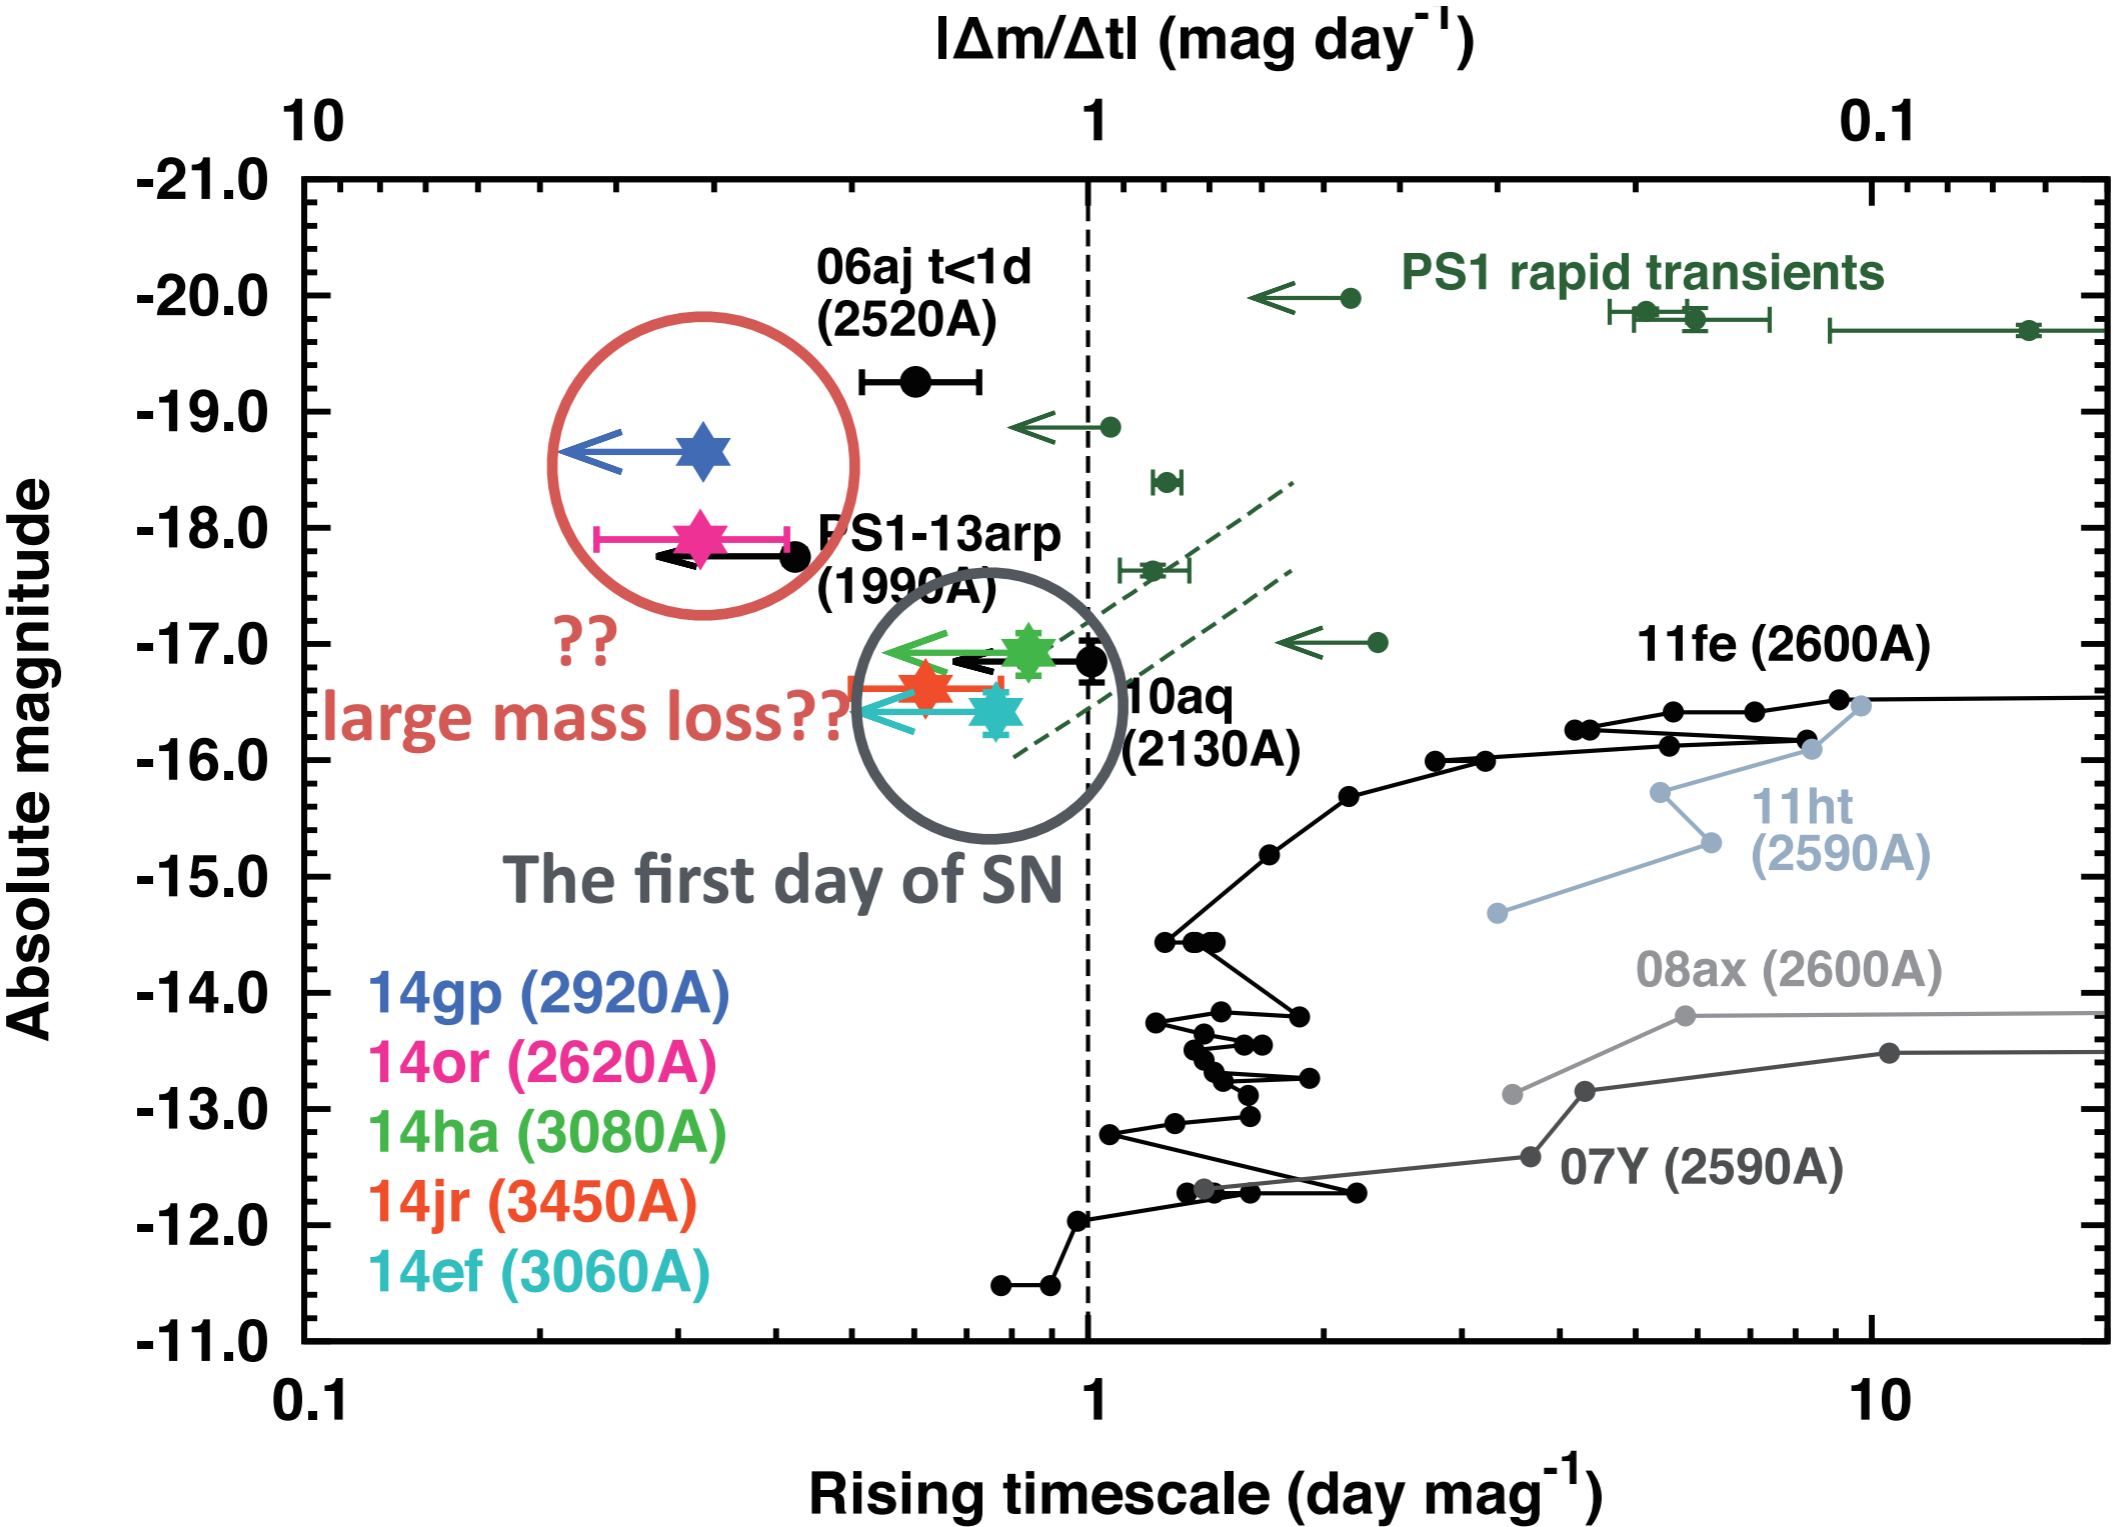 |Δm/Δt| (mag day-1)
10 1 0.1
-21.0
-20.0
-19.0
-18.0
-17.0
-16.0
-15.0
-14.0
-13.0
-12.0
-11.0
Absolute magnitude
06aj t<1d
(2520A)
PS1 rapid transients
PS1-13arp
(1990A)
??
large mass loss??
10aq
(2130A)
11fe (2600A)
11ht
(2590A)
The first day of SN
08ax (2600A)
07Y (2590A)
14gp (2920A)
14or (2620A)
14ha (3080A)
14jr (3450A)
14ef (3060A)
0.1 1 10
Rising timescale (day mag-1)